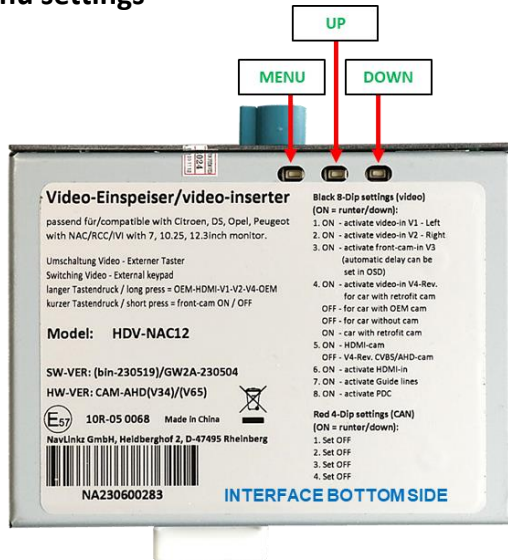 nd settings
UP
MENU
DOWN
2024
Video-Einspeiser/video-inserter
passend für/compatible with Citroen, DS, Opel, Peugeot
with NAC/RCC/IVI with 7, 10.25, 12.3inch monitor.
Umschaltung Video - Externer Taster
Switching Video - External keypad
langer Tastendruck / long press = OEM-HDMI-V1-V2-V4-OEM
kurzer Tastendruck / short press = front-cam ON / OFF
Model: HDV-NAC12
SW-VER: (bin-230519)/GW2A-230504
HW-VER: CAM-AHD(V34)/(V65)
E57 10R-05 0068 Made in China
NavLinkz GmbH, Heidberghof 2, D-47495 Rheinberg
NA230600283
Black 8-Dip settings (video)
(ON = runter/down):
1. ON - activate video-in V1 - Left
2. ON - activate video-in V2 - Right
3. ON - activate front-cam-in V3
(automatic delay can be
set in OSD)
4. ON - activate video-in V4-Rev.
for car with retrofit cam
OFF - for car with OEM cam
OFF - for car without cam
ON - car with retrofit cam
5. ON - HDMI-cam
OFF - V4-Rev. CVBS/AHD-cam
6. ON - activate HDMI-in
7. ON - activate Guide lines
8. ON - activate PDC
Red 4-Dip settings (CAN)
(ON = runter/down):
1. Set OFF
2. Set OFF
3. Set OFF
4. Set OFF
INTERFACE BOTTOM SIDE